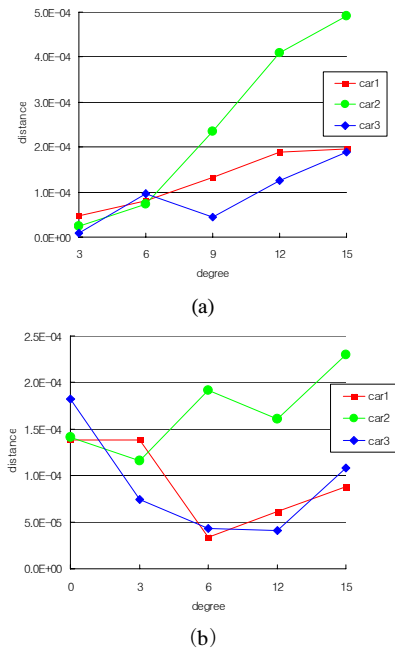 5.0E-04
4.0E-04
3.0E-04
2.0E-04
1.0E-04
0.0E+00
distance
3 6 9 12 15
degree
car1
car2
car3
(a)
2.5E-04
2.0E-04
1.5E-04
1.0E-04
5.0E-05
0.0E+00
distance
0 3 6 12 15
degree
car1
car2
car3
(b)